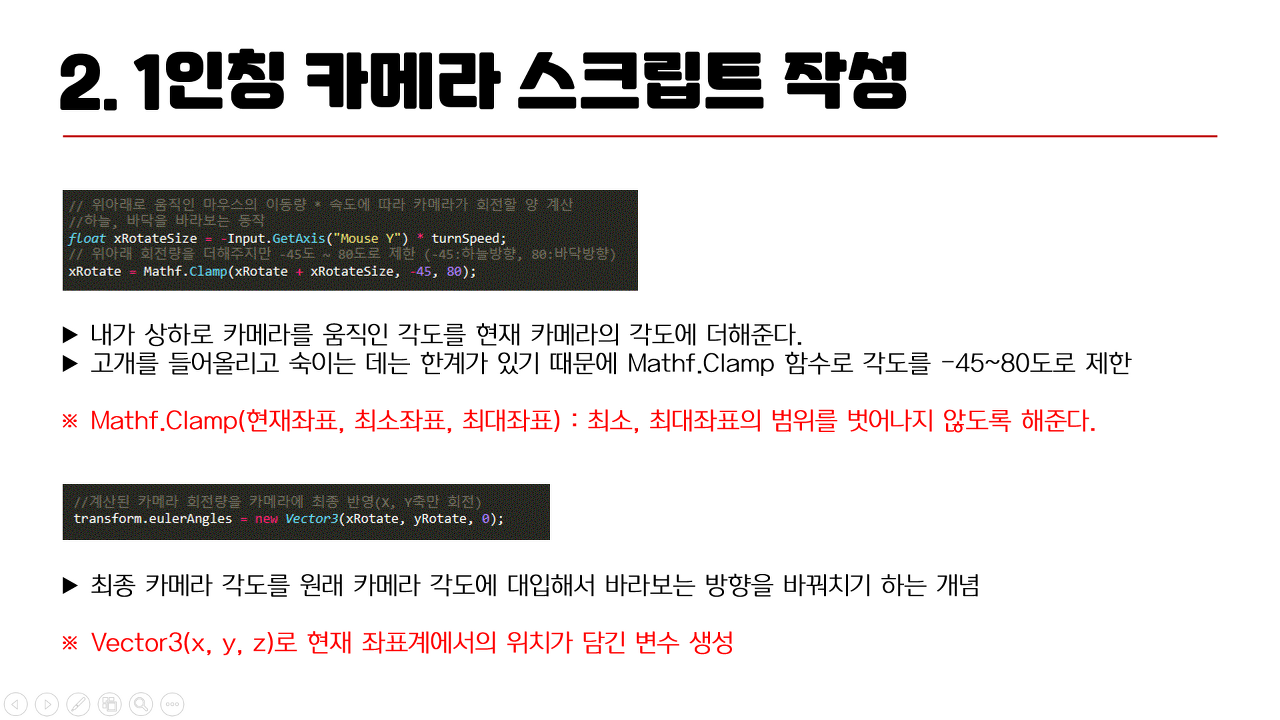 2. 1인칭 카메라 스크립트 작성
// 위아래로 움직인 마우스의 이동량 * 속도에 따라 카메라가 회전할 양 계산
//하늘, 바닥을 바라보는 동작
float xRotateSize = -Input.GetAxis("Mouse Y") * turnSpeed;
// 위아래 회전량을 더해주지만 -45도 ~ 80도로 제한 (-45:하늘방향, 80:바닥방향)
xRotate = Mathf.Clamp(xRotate + xRotateSize, -45, 80);
▶ 내가 상하로 카메라를 움직인 각도를 현재 카메라의 각도에 더해준다.
▶ 고개를 들어올리고 숙이는 데는 한계가 있기 때문에 Mathf.Clamp 함수로 각도를 -45~80도로 제한
※ Mathf.Clamp(현재좌표, 최소좌표, 최대좌표) : 최소, 최대좌표의 범위를 벗어나지 않도록 해준다.
//계산된 카메라 회전량을 카메라에 최종 반영(X, Y축만 회전)
transform.eulerAngles = new Vector3(xRotate, yRotate, 0);
▶ 최종 카메라 각도를 원래 카메라 각도에 대입해서 바라보는 방향을 바꿔치기 하는 개념
※ Vector3(x, y, z)로 현재 좌표계에서의 위치가 담긴 변수 생성